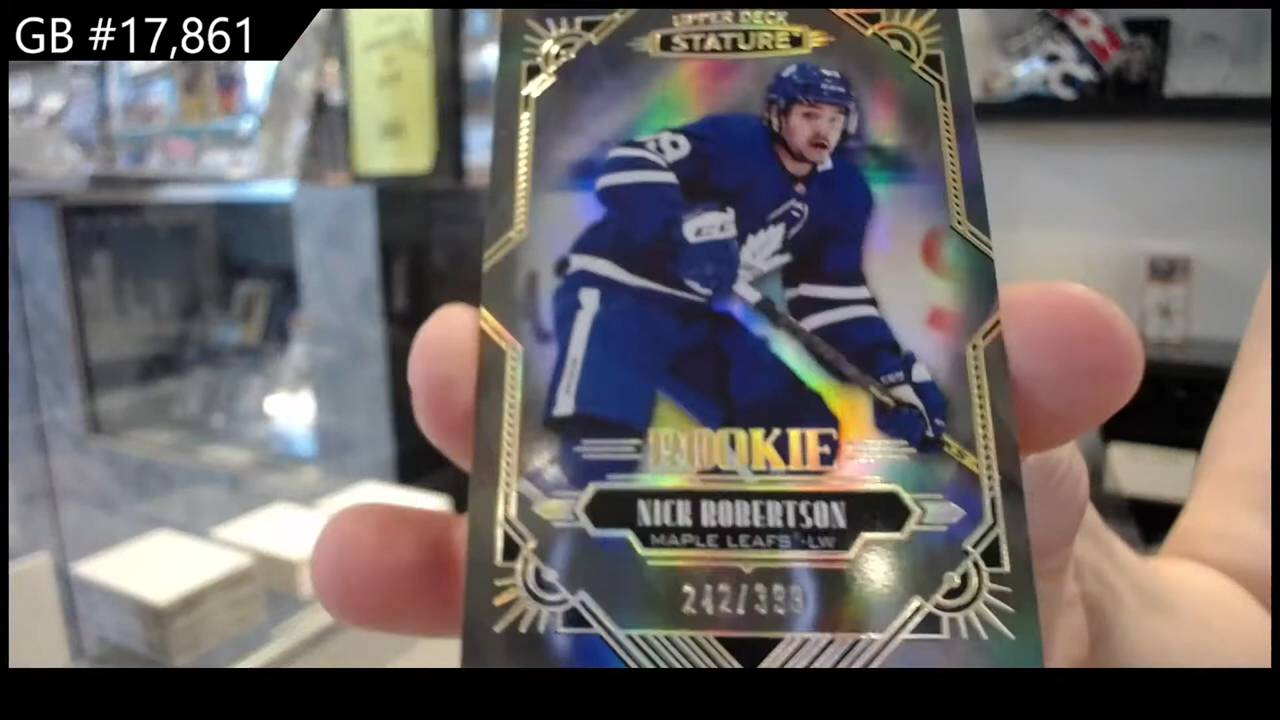 GB #17,861
UPPER DECK
STATURE
ROOKIE
NICK ROBERTSON
MAPLE LEAFS®-LW
242/399